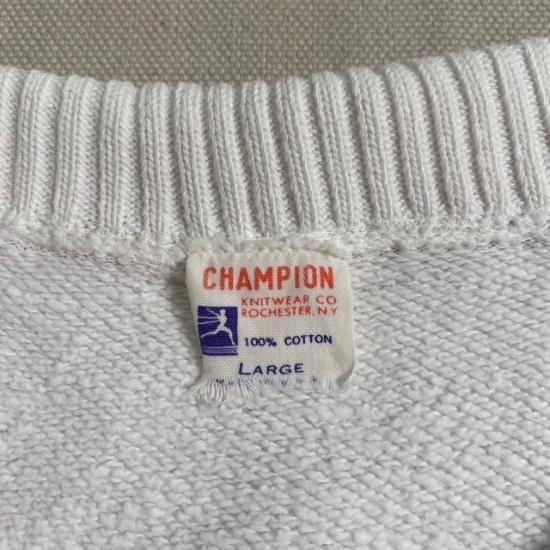 CHAMPION
KNITWEAR CO
ROCHESTER, N.Y
100% COTTON
LARGE